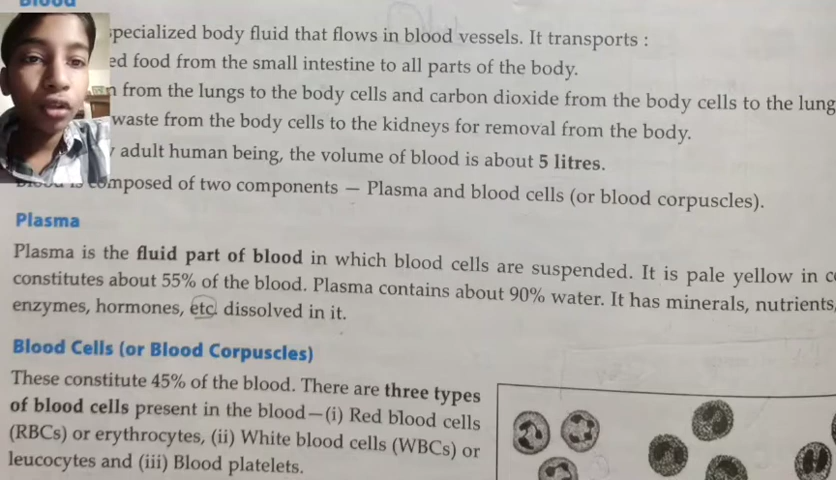 Blood
specialized body fluid that flows in blood vessels. It transports :
ed food from the small intestine to all parts of the body.
n from the lungs to the body cells and carbon dioxide from the body cells to the lung
waste from the body cells to the kidneys for removal from the body.
y adult human being, the volume of blood is about 5 litres.
Blood is composed of two components — Plasma and blood cells (or blood corpuscles).
Plasma
Plasma is the fluid part of blood in which blood cells are suspended. It is pale yellow in c
constitutes about 55% of the blood. Plasma contains about 90% water. It has minerals, nutrients,
enzymes, hormones, etc. dissolved in it.
Blood Cells (or Blood Corpuscles)
These constitute 45% of the blood. There are three types
of blood cells present in the blood—(i) Red blood cells
(RBCs) or erythrocytes, (ii) White blood cells (WBCs) or
leucocytes and (iii) Blood platelets.